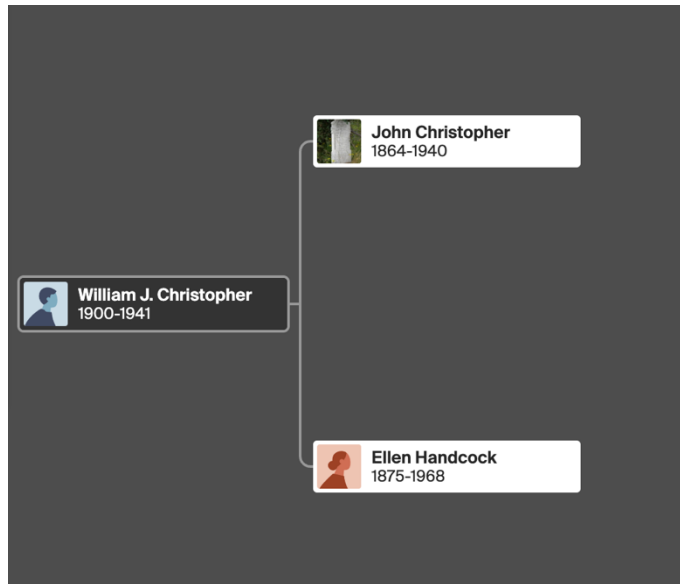 John Christopher
1864-1940
William J. Christopher
1900-1941
Ellen Handcock
1875-1968